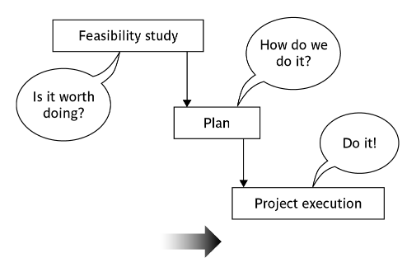 Feasibility study
How do we
do it?
Is it worth
doing?
Plan
Do it!
Project execution